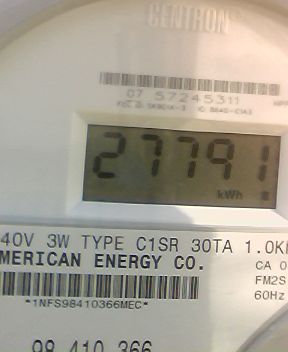 CENTRON
07 57245311
27791
kWh
40V 3W TYPE C1SR 30TA 1.0K
MERICAN ENERGY CO.
CA 0
FM2S
60Hz
*1NFS98410366MEC*
98 410 366